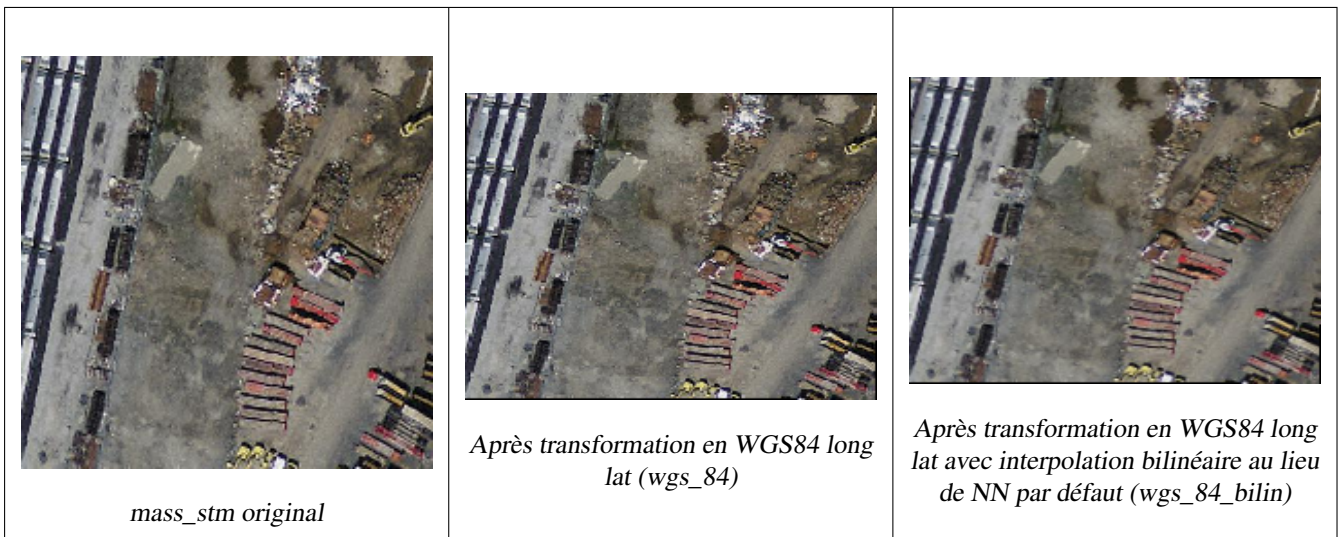 mass_stm original
Après transformation en WGS84 long
lat (wgs_84)
Après transformation en WGS84 long
lat avec interpolation bilinéaire au lieu
de NN par défaut (wgs_84_bilin)